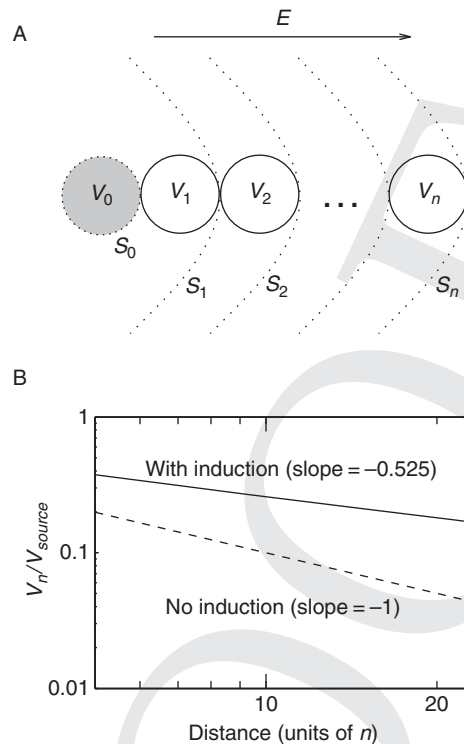 A
E
V0 V1 V2 ... Vn
S0
S1 S2 Sn
B
1
With induction (slope = −0.525)
0.1
No induction (slope = −1)
0.01
Vn/Vsource
10 20
Distance (units of n)